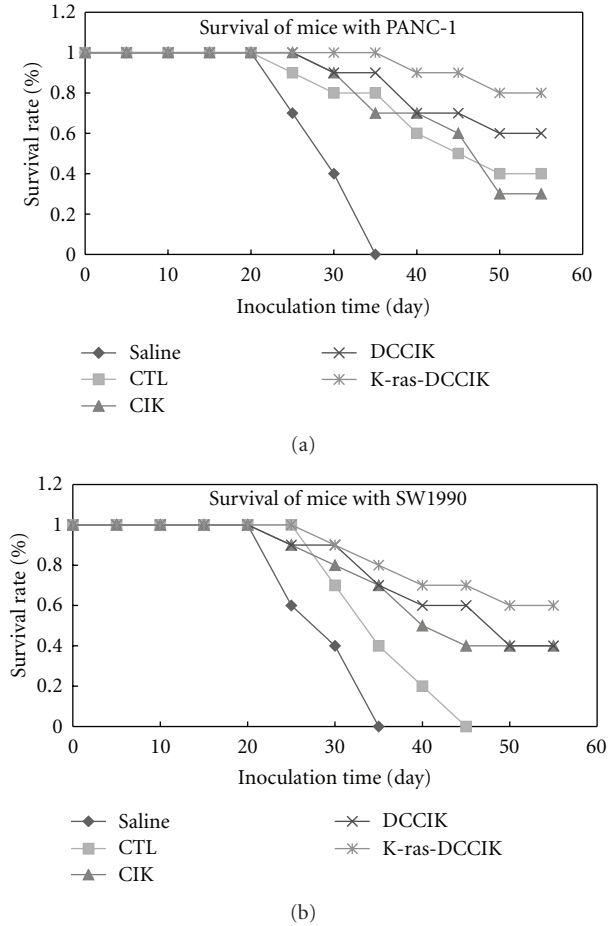 Survival of mice with PANC-1
1.2
1
0.8
0.6
0.4
0.2
0
Survival rate (%)
0 10 20 30 40 50 60
Inoculation time (day)
Saline
CTL
CIK
DCCIK
K-ras-DCCIK
(a)
Survival of mice with SW1990
1.2
1
0.8
0.6
0.4
0.2
0
Survival rate (%)
0 10 20 30 40 50 60
Inoculation time (day)
Saline
CTL
CIK
DCCIK
K-ras-DCCIK
(b)